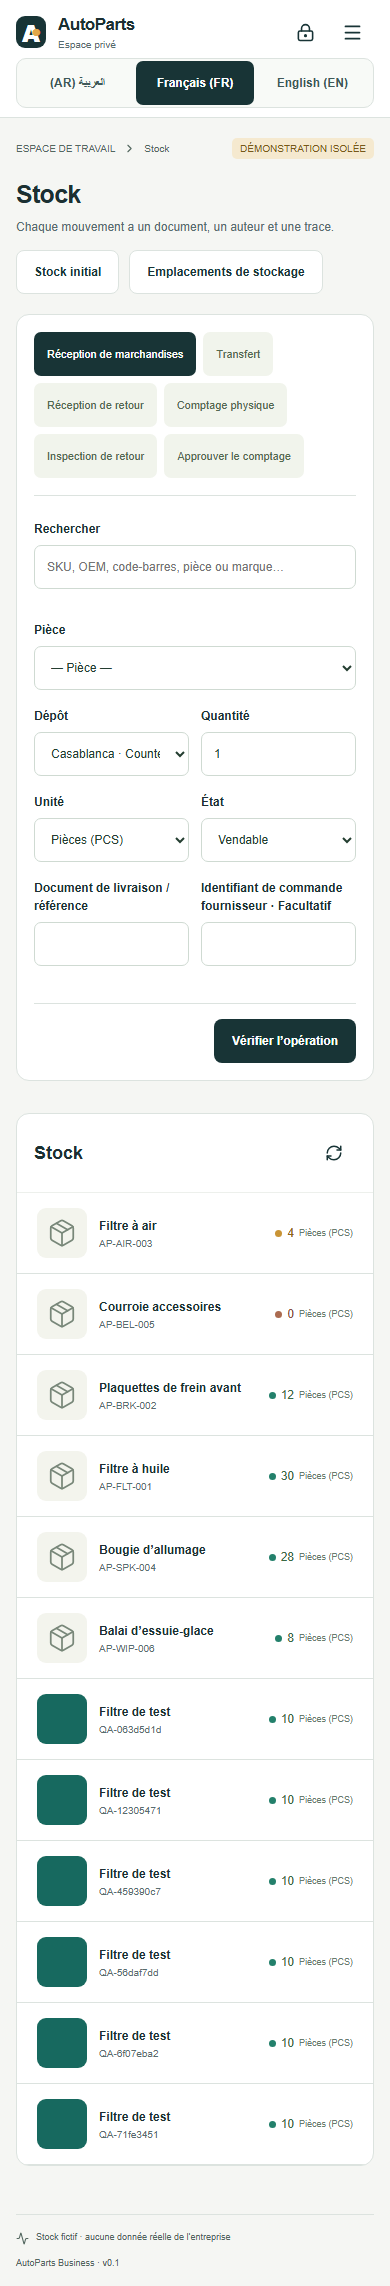 AutoParts
Espace privé
العربية (AR)
Français (FR)
English (EN)
ESPACE DE TRAVAIL > Stock
DÉMONSTRATION ISOLÉE
Stock
Chaque mouvement a un document, un auteur et une trace.
Stock initial
Emplacements de stockage
Réception de marchandises
Transfert
Réception de retour
Comptage physique
Inspection de retour
Approuver le comptage
Rechercher
SKU, OEM, code-barres, pièce ou marque…
Pièce
— Pièce —
Dépôt
Quantité
Casablanca · Counte
1
Unité
État
Pièces (PCS)
Vendable
Document de livraison /
référence
Identifiant de commande
fournisseur · Facultatif
Vérifier l’opération
Stock
Filtre à air
AP-AIR-003
4 Pièces (PCS)
Courroie accessoires
AP-BEL-005
0 Pièces (PCS)
Plaquettes de frein avant
AP-BRK-002
12 Pièces (PCS)
Filtre à huile
AP-FLT-001
30 Pièces (PCS)
Bougie d’allumage
AP-SPK-004
28 Pièces (PCS)
Balai d’essuie-glace
AP-WIP-006
8 Pièces (PCS)
Filtre de test
QA-063d5d1d
10 Pièces (PCS)
Filtre de test
QA-12305471
10 Pièces (PCS)
Filtre de test
QA-459390c7
10 Pièces (PCS)
Filtre de test
QA-56daf7dd
10 Pièces (PCS)
Filtre de test
QA-6f07eba2
10 Pièces (PCS)
Filtre de test
QA-71fe3451
10 Pièces (PCS)
Stock fictif · aucune donnée réelle de l’entreprise
AutoParts Business · v0.1